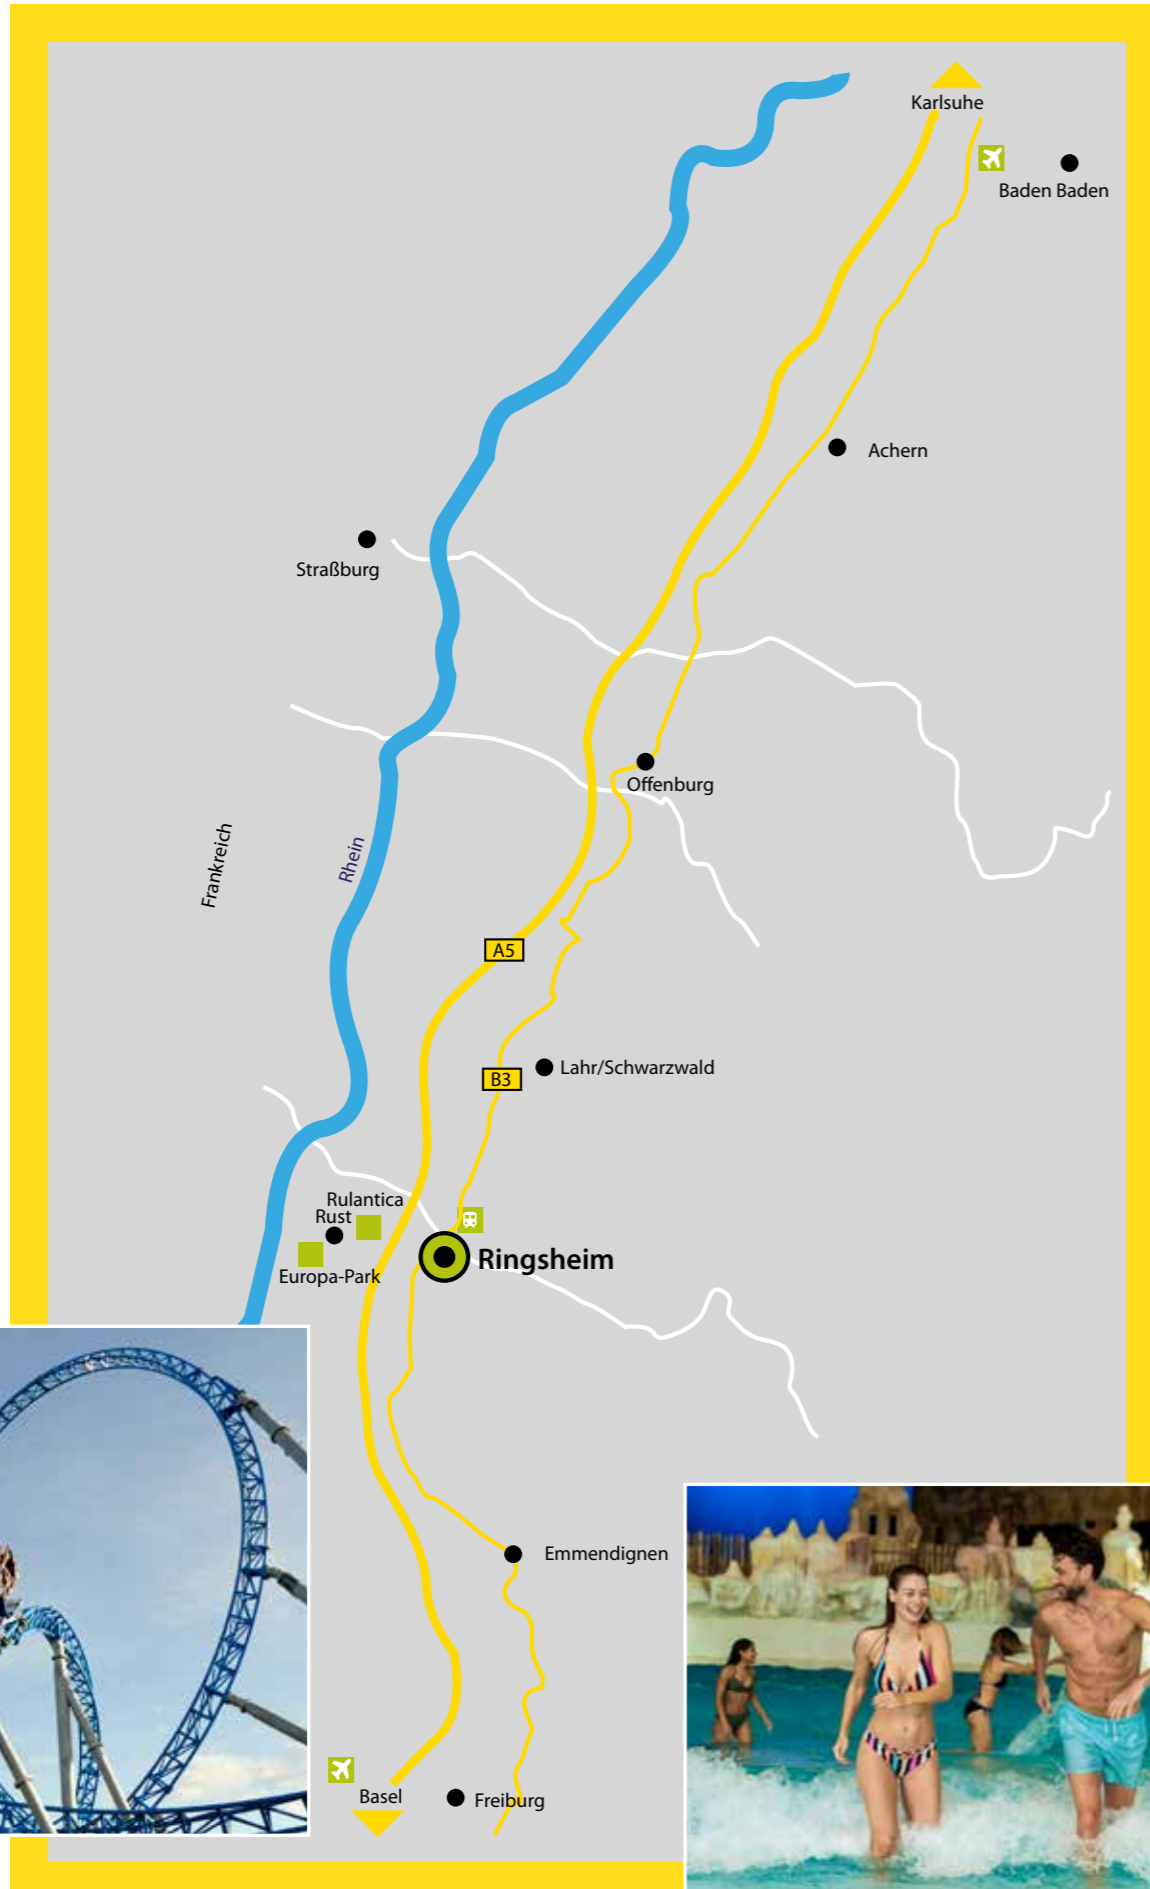 Karlsuhe
Baden Baden
Achern
Straßburg
Offenburg
Frankreich
Rhein
A5
Lahr/Schwarzwald
B3
Rulantica
Rust
Ringsheim
Europa-Park
Emmendignen
Basel
Freiburg